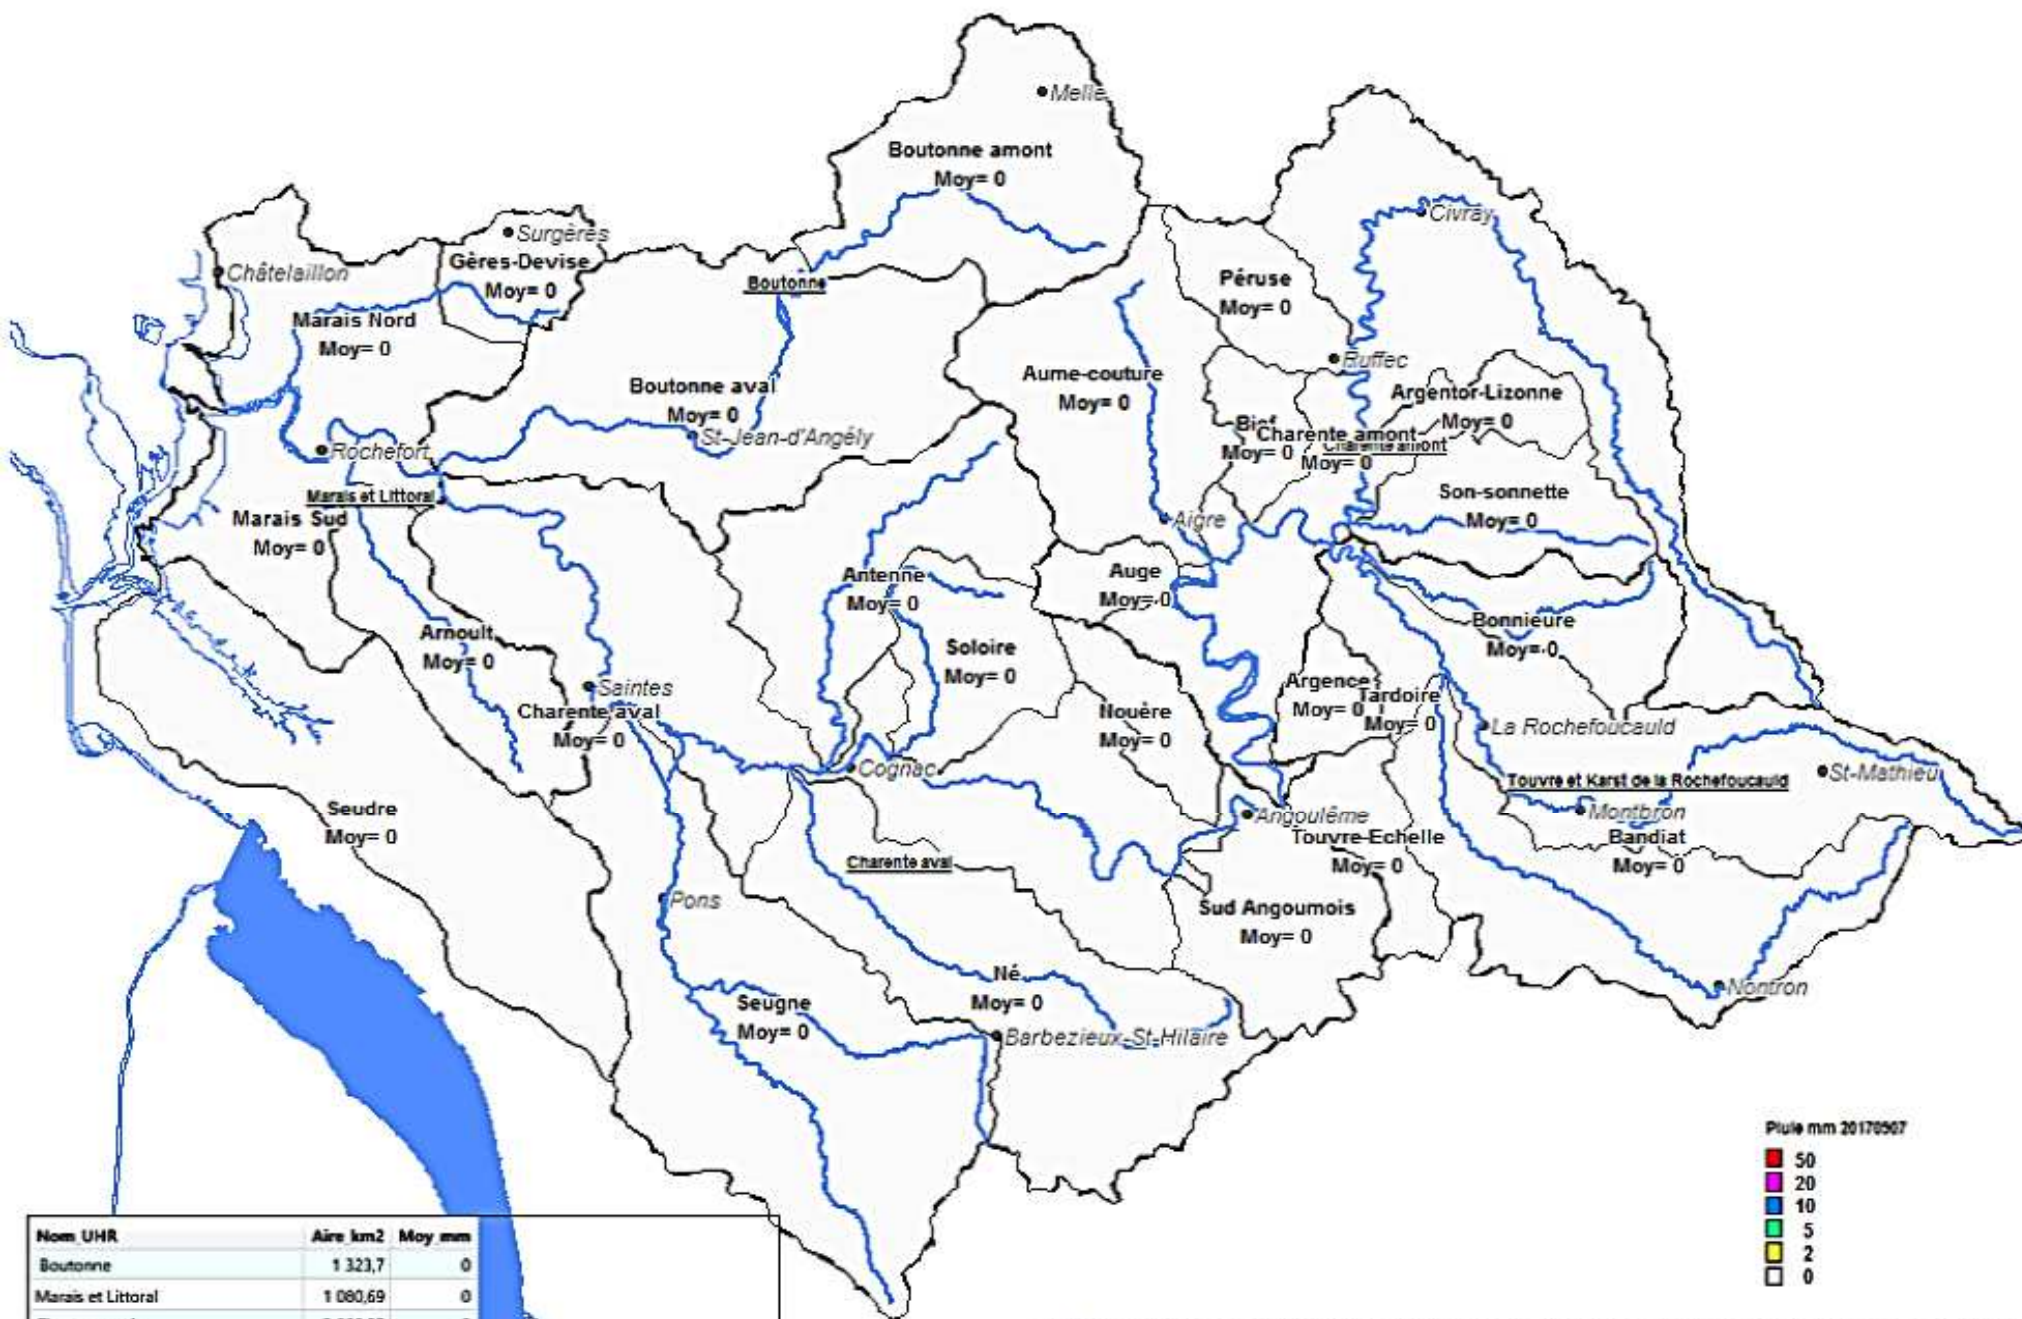 Melle
Boutonne amont
Moy= 0
Civray
Surgères
Gères-Devise
Moy= 0
Châtelaillon
Boutonne
Péruse
Moy= 0
Marais Nord
Moy= 0
Ruffec
Aume-couture
Moy= 0
Boutonne aval
Moy= 0
Argentor-Lizonne
Moy= 0
St-Jean-d'Angély
Bief
Moy= 0
Charente amont
Charente amont
Moy= 0
Rochefort
Marais et Littoral
Marais Sud
Moy= 0
Son-sonnette
Moy= 0
Aigre
Antenne
Moy= 0
Auge
Moy= 0
Bonnieure
Moy= 0
Arnoult
Moy= 0
Soloire
Moy= 0
Saintes
Argence
Moy= 0
Tardoire
Moy= 0
Charente aval
Moy= 0
Nouère
Moy= 0
La Rochefoucauld
Cognac
Touvre et Karst de la Rochefoucauld
St-Mathieu
Seudre
Moy= 0
Angoulême
Montbron
Touvre-Echelle
Moy= 0
Bandiat
Moy= 0
Charente aval
Pons
Sud Angoumois
Moy= 0
Né
Moy= 0
Seugne
Moy= 0
Nontron
Barbezieux-St-Hilaire
Pluie mm 20170907
50
20
10
5
2
0
Nom_UHR Aire_km2 Moy_mm
Boutonne 1 323,7 0
Marais et Littoral 1 080,69 0